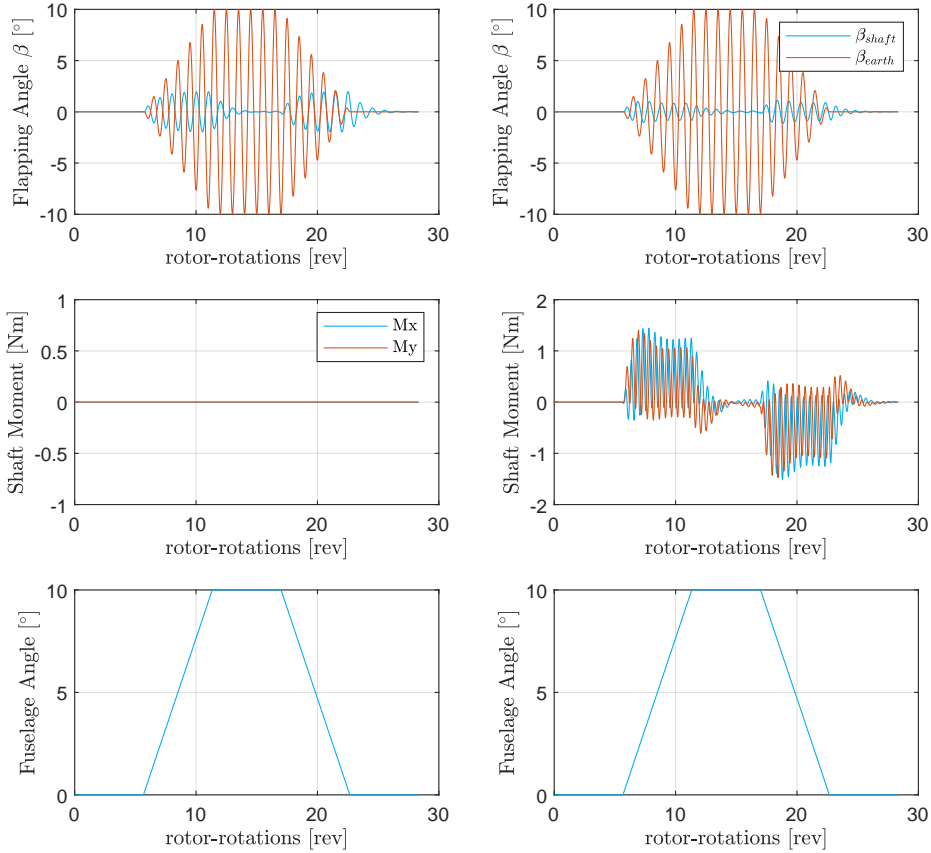 10
5
0
-5
-10
Flapping Angle β [°]
0 10 20 30
rotor-rotations [rev]
10
5
0
-5
-10
Flapping Angle β [°]
βshaft
βearth
0 10 20 30
rotor-rotations [rev]
1
0.5
0
-0.5
-1
Shaft Moment [Nm]
Mx
My
0 10 20 30
rotor-rotations [rev]
2
1
0
-1
-2
Shaft Moment [Nm]
0 10 20 30
rotor-rotations [rev]
10
5
0
Fuselage Angle [°]
0 10 20 30
rotor-rotations [rev]
10
5
0
Fuselage Angle [°]
0 10 20 30
rotor-rotations [rev]